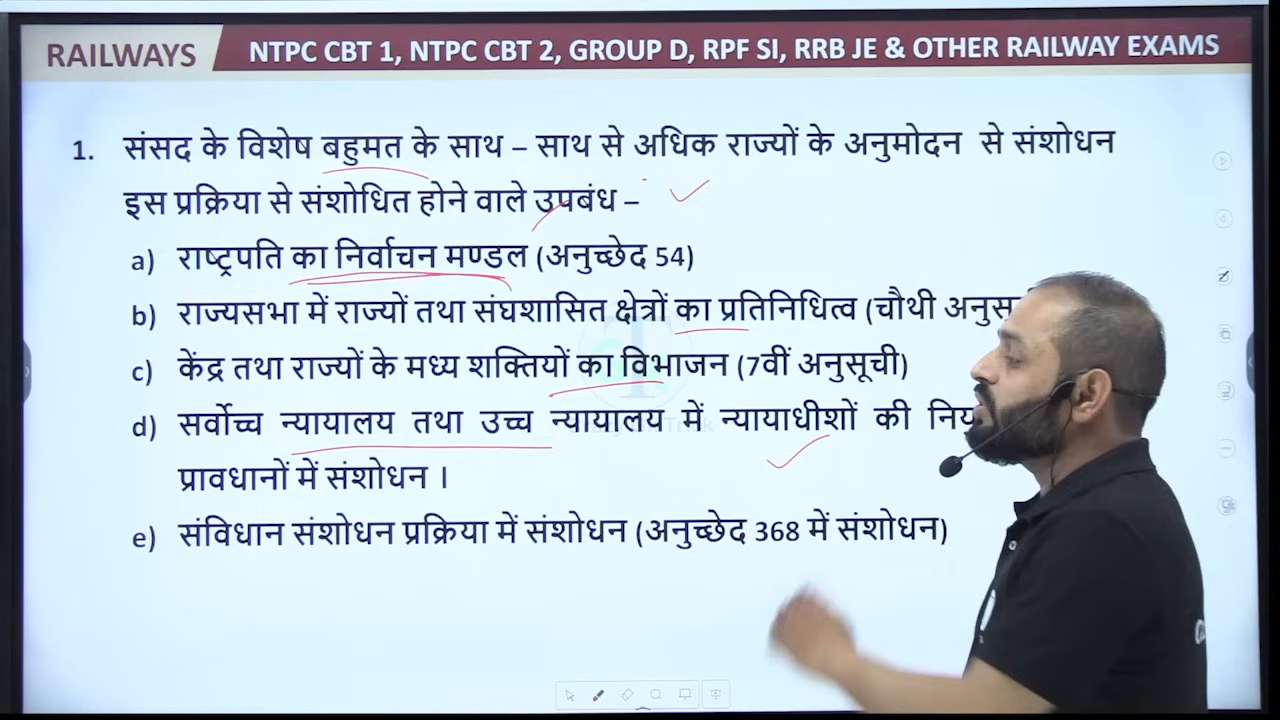 RAILWAYS
NTPC CBT 1, NTPC CBT 2, GROUP D, RPF SI, RRB JE & OTHER RAILWAY EXAMS
1. संसद के विशेष बहुमत के साथ – साथ से अधिक राज्यों के अनुमोदन से संशोधन
इस प्रक्रिया से संशोधित होने वाले उपबंध –
a) राष्ट्रपति का निर्वाचन मण्डल (अनुच्छेद 54)
b) राज्यसभा में राज्यों तथा संघशासित क्षेत्रों का प्रतिनिधित्व (चौथी
c) केंद्र तथा राज्यों के मध्य शक्तियों का विभाजन (7वीं अनुसूची)
d) सर्वोच्च न्यायालय तथा उच्च न्यायालय में न्यायाधीशों की
प्रावधानों में संशोधन ।
e) संविधान संशोधन प्रक्रिया में संशोधन (अनुच्छेद 368 में संशोधन)